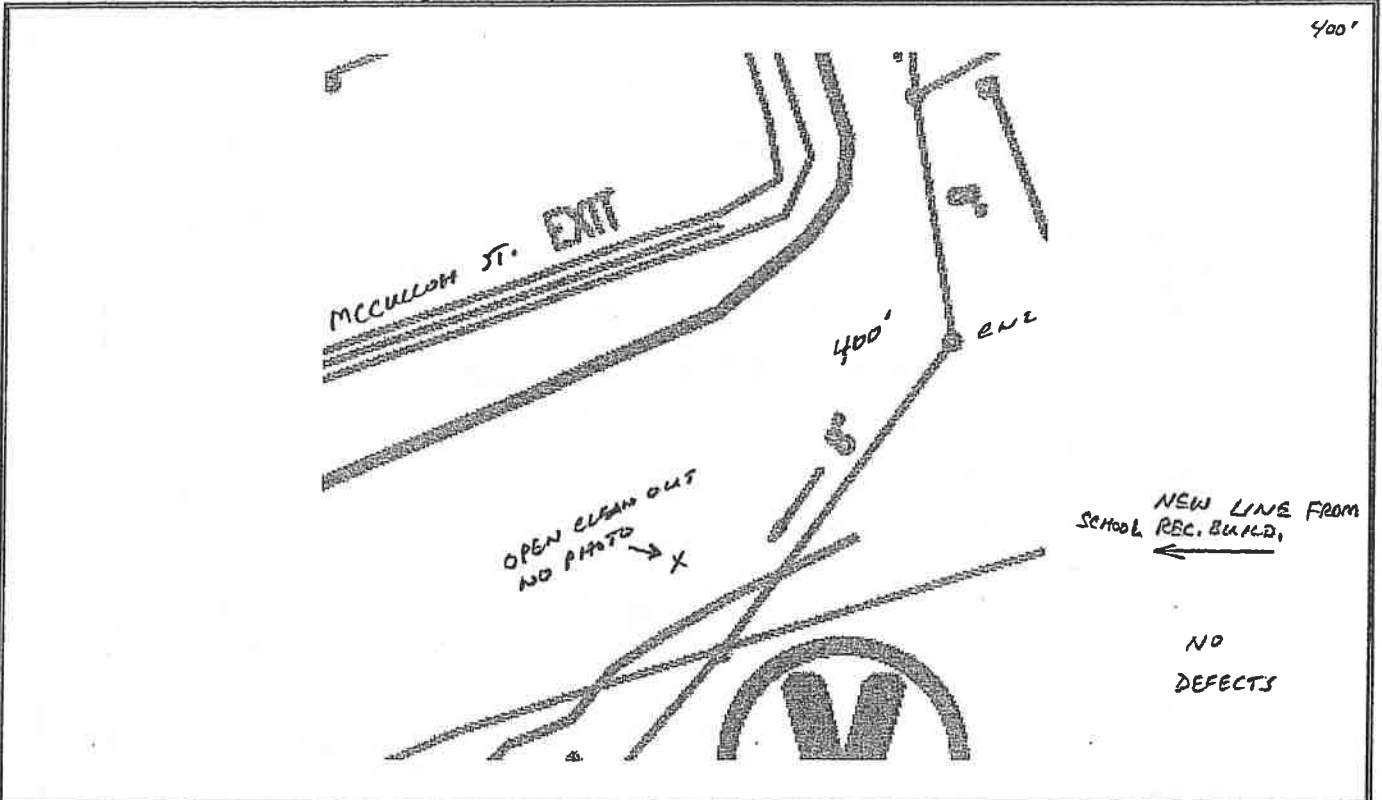 400'
MCCULLOH ST. EXIT
400'
OPEN CLEAN OUT
NO PHOTO
X
NEW LINE FROM
SCHOOL REC. BUILD.
NO
DEFECTS